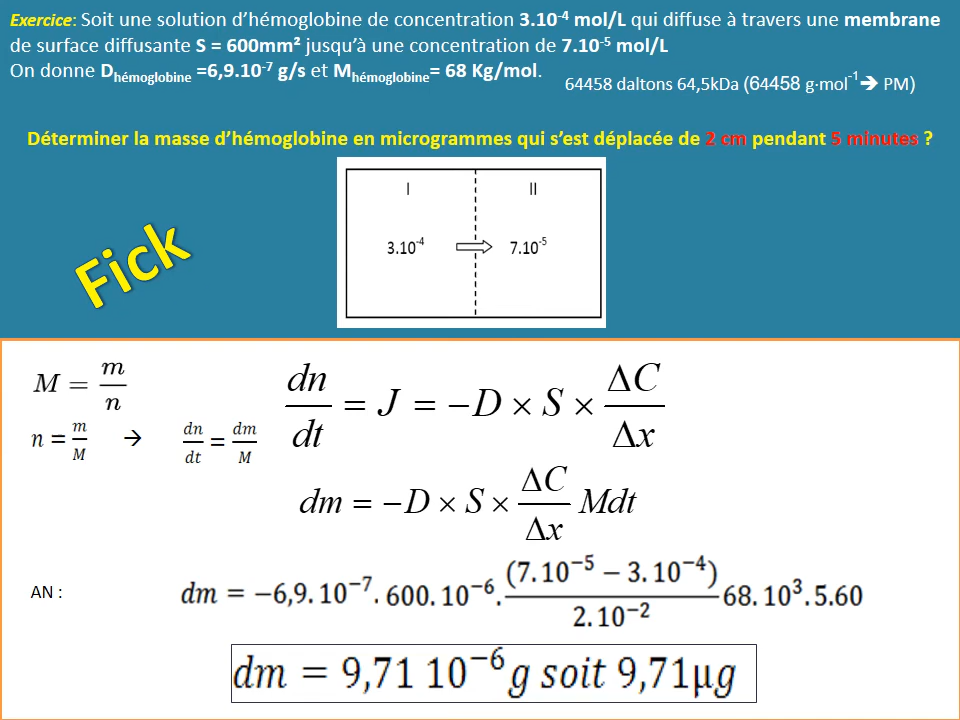 Exercice: Soit une solution d’hémoglobine de concentration 3.10⁻⁴ mol/L qui diffuse à travers une membrane
de surface diffusante S = 600mm² jusqu’à une concentration de 7.10⁻⁵ mol/L
On donne Dhémoglobine =6,9.10⁻⁷ g/s et Mhémoglobine= 68 Kg/mol.
64458 daltons 64,5kDa (64458 g·mol⁻¹➔ PM)
Déterminer la masse d’hémoglobine en microgrammes qui s’est déplacée de 2 cm pendant 5 minutes ?
I II
3.10⁻⁴ ⇨ 7.10⁻⁵
Fick
M = m/n
dn/dt = J = −D × S × ΔC/Δx
n = m/M → dn/dt = dm/M
dm = −D × S × ΔC/Δx Mdt
AN :
dm = −6,9.10⁻⁷.600.10⁻⁶.(7.10⁻⁵ − 3.10⁻⁴)/2.10⁻² 68.10³.5.60
dm = 9,71 10⁻⁶g soit 9,71µg